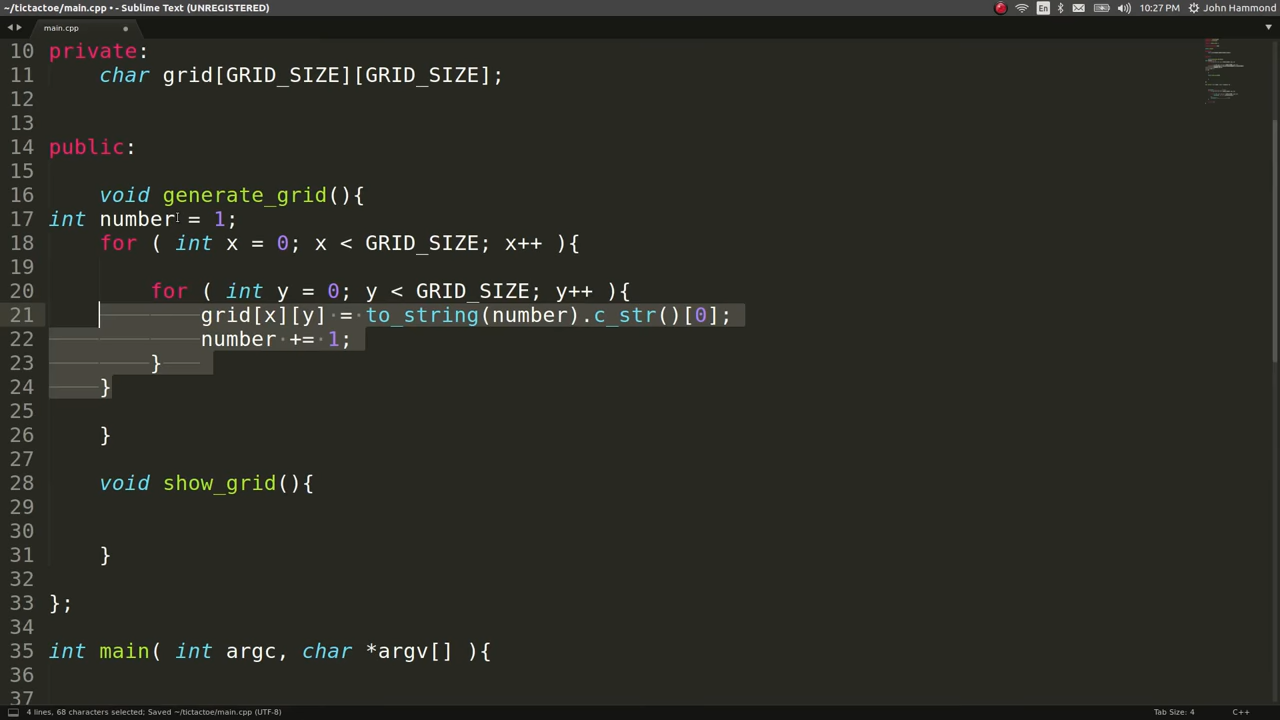 ~/tictactoe/main.cpp • - Sublime Text (UNREGISTERED)
En
10:27 PM
John Hammond
main.cpp
10 private:
11     char grid[GRID_SIZE][GRID_SIZE];
12
13
14 public:
15
16     void generate_grid(){
17 int number = 1;
18     for ( int x = 0; x < GRID_SIZE; x++ ){
19
20         for ( int y = 0; y < GRID_SIZE; y++ ){
21             grid[x][y] = to_string(number).c_str()[0];
22             number += 1;
23         }
24     }
25
26     }
27
28     void show_grid(){
29
30
31     }
32
33 };
34
35 int main( int argc, char *argv[] ){
36
37
4 lines, 68 characters selected; Saved ~/tictactoe/main.cpp (UTF-8)
Tab Size: 4
C++